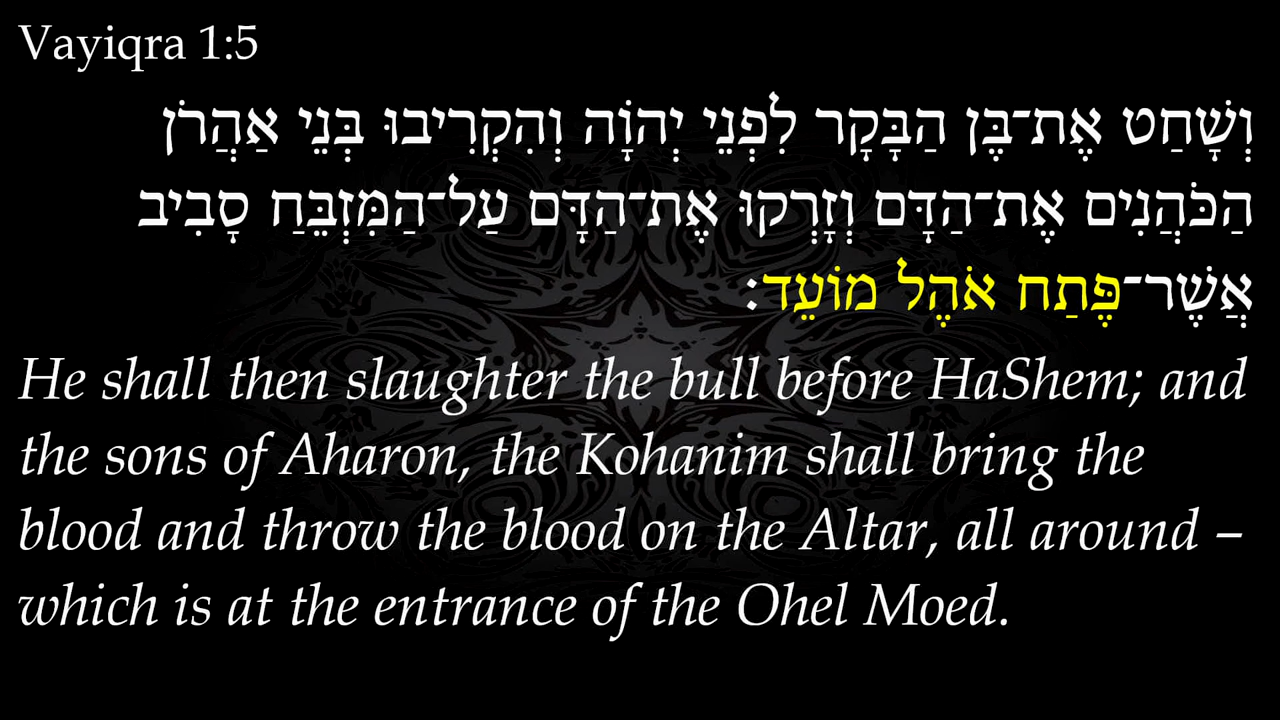 Vayiqra 1:5
וְשָׁחַט אֶת־בֶּן הַבָּקָר לִפְנֵי יְהֹוָה וְהִקְרִיבוּ בְּנֵי אַהֲרֹן
הַכֹּהֲנִים אֶת־הַדָּם וְזָרְקוּ אֶת־הַדָּם עַל־הַמִּזְבֵּחַ סָבִיב
אֲשֶׁר־פֶּתַח אֹהֶל מוֹעֵד:
He shall then slaughter the bull before HaShem; and
the sons of Aharon, the Kohanim shall bring the
blood and throw the blood on the Altar, all around –
which is at the entrance of the Ohel Moed.